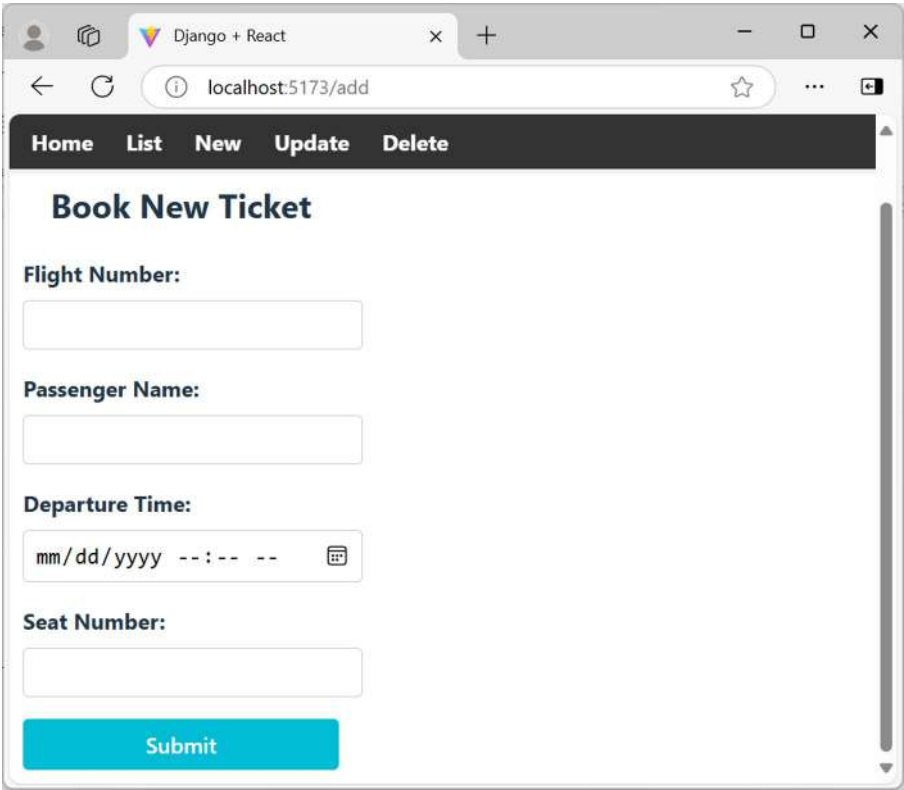 Django + React
localhost:5173/add
Home List New Update Delete
Book New Ticket
Flight Number:
Passenger Name:
Departure Time:
mm/dd/yyyy --:-- --
Seat Number:
Submit